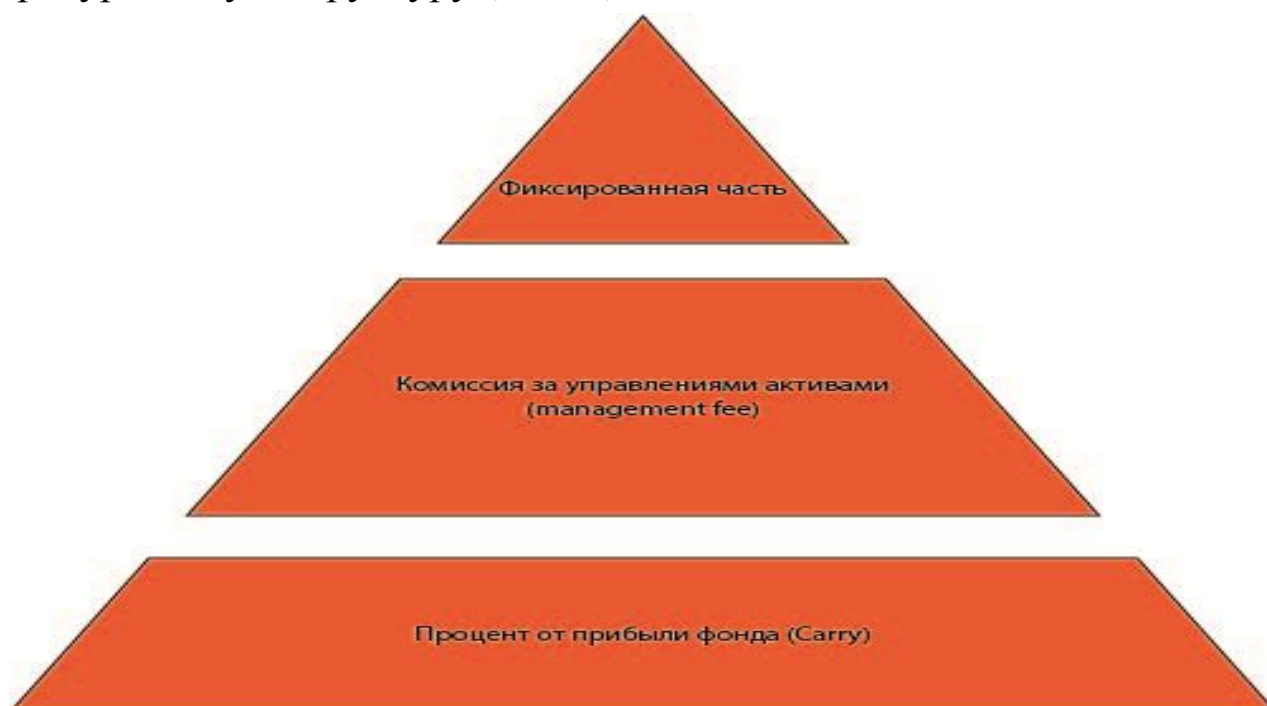 Фиксированная часть
Комиссия за управлениями активами
(management fee)
Процент от прибыли фонда (Carry)